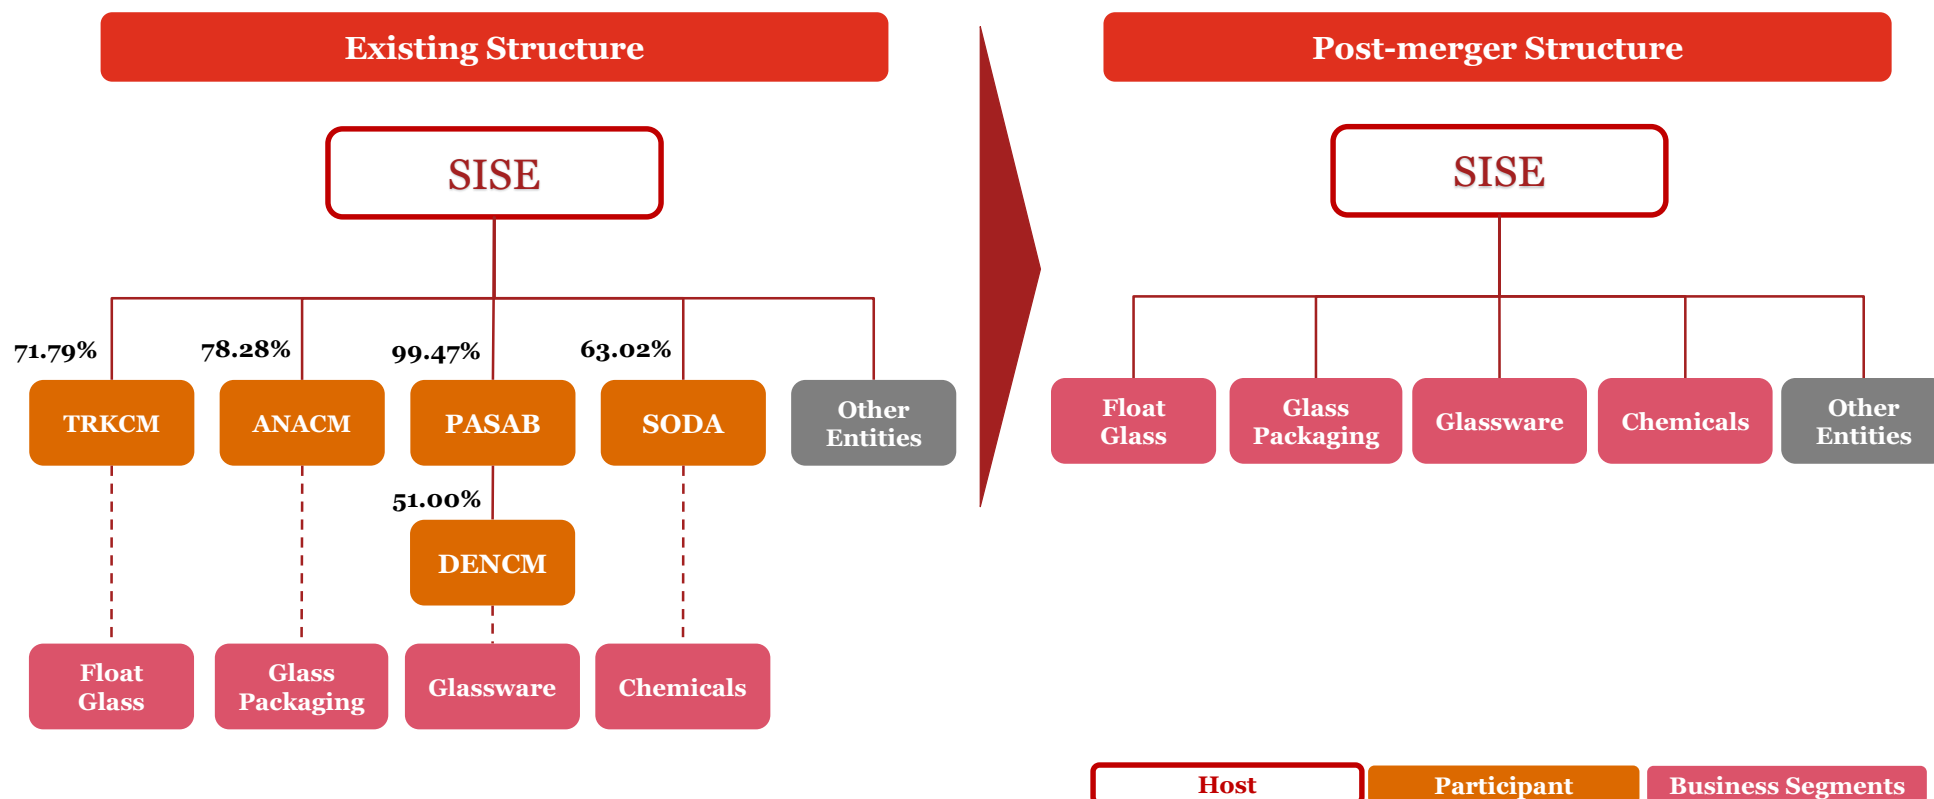 Existing Structure
Post-merger Structure
SISE
SISE
71.79%
78.28%
99.47%
63.02%
TRKCM
ANACM
PASAB
SODA
Other
Entities
Float
Glass
Glass
Packaging
Glassware
Chemicals
Other
Entities
51.00%
DENCM
Float
Glass
Glass
Packaging
Glassware
Chemicals
Host
Participant
Business Segments